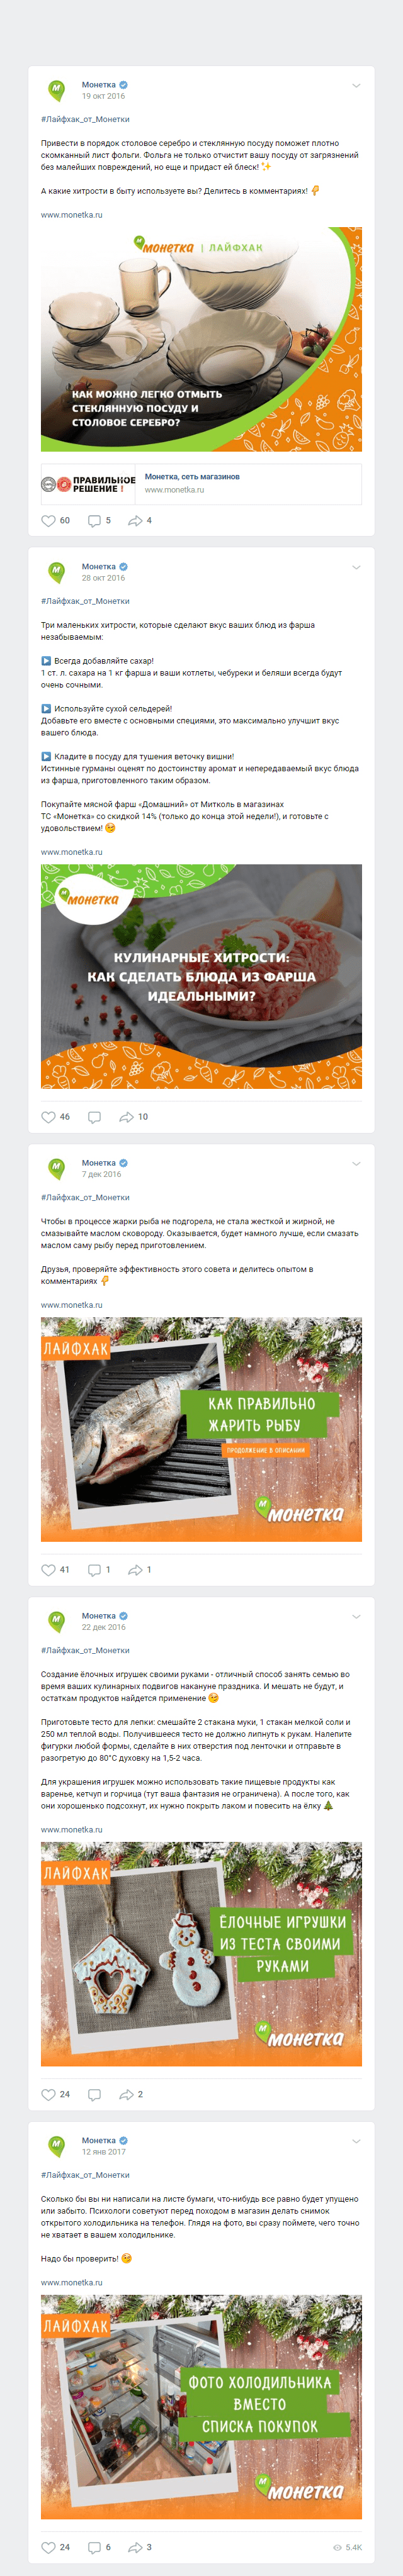 Монетка
19 окт 2016
#Лайфхак_от_Монетки
Привести в порядок столовое серебро и стеклянную посуду поможет плотно
скомканный лист фольги. Фольга не только отчистит вашу посуду от загрязнений
без малейших повреждений, но еще и придаст ей блеск! ✨
А какие хитрости в быту используете вы? Делитесь в комментариях! 👇
www.monetka.ru
МОНЕТКА | ЛАЙФХАК
КАК МОЖНО ЛЕГКО ОТМЫТЬ
СТЕКЛЯННУЮ ПОСУДУ И
СТОЛОВОЕ СЕРЕБРО?
ПРАВИЛЬНОЕ
РЕШЕНИЕ !
Монетка, сеть магазинов
www.monetka.ru
60 5 4
Монетка
28 окт 2016
#Лайфхак_от_Монетки
Три маленьких хитрости, которые сделают вкус ваших блюд из фарша
незабываемым:
▶ Всегда добавляйте сахар!
1 ст. л. сахара на 1 кг фарша и ваши котлеты, чебуреки и беляши всегда будут
очень сочными.
▶ Используйте сухой сельдерей!
Добавьте его вместе с основными специями, это максимально улучшит вкус
вашего блюда.
▶ Кладите в посуду для тушения веточку вишни!
Истинные гурманы оценят по достоинству аромат и непередаваемый вкус блюда
из фарша, приготовленного таким образом.
Покупайте мясной фарш «Домашний» от Митколь в магазинах
ТС «Монетка» со скидкой 14% (только до конца этой недели!), и готовьте с
удовольствием! 😋
www.monetka.ru
МОНЕТКА
КУЛИНАРНЫЕ ХИТРОСТИ:
КАК СДЕЛАТЬ БЛЮДА ИЗ ФАРША
ИДЕАЛЬНЫМИ?
46 10
Монетка
7 дек 2016
#Лайфхак_от_Монетки
Чтобы в процессе жарки рыба не подгорела, не стала жесткой и жирной, не
смазывайте маслом сковороду. Оказывается, будет намного лучше, если смазать
маслом саму рыбу перед приготовлением.
Друзья, проверяйте эффективность этого совета и делитесь опытом в
комментариях 👇
www.monetka.ru
ЛАЙФХАК
КАК ПРАВИЛЬНО
ЖАРИТЬ РЫБУ
ПРОДОЛЖЕНИЕ В ОПИСАНИИ
МОНЕТКА
41 1 1
Монетка
22 дек 2016
#Лайфхак_от_Монетки
Создание ёлочных игрушек своими руками - отличный способ занять семью во
время ваших кулинарных подвигов накануне праздника. И мешать не будут, и
остаткам продуктов найдется применение 😉
Приготовьте тесто для лепки: смешайте 2 стакана муки, 1 стакан мелкой соли и
250 мл теплой воды. Получившееся тесто не должно липнуть к рукам. Налепите
фигурки любой формы, сделайте в них отверстия под ленточки и отправьте в
разогретую до 80°С духовку на 1,5-2 часа.
Для украшения игрушек можно использовать такие пищевые продукты как
варенье, кетчуп и горчица (тут ваша фантазия не ограничена). А после того, как
они хорошенько подсохнут, их нужно покрыть лаком и повесить на ёлку 🎄
www.monetka.ru
ЛАЙФХАК
ЁЛОЧНЫЕ ИГРУШКИ
ИЗ ТЕСТА СВОИМИ
РУКАМИ
МОНЕТКА
24 2
Монетка
12 янв 2017
#Лайфхак_от_Монетки
Сколько бы вы ни написали на листе бумаги, что-нибудь все равно будет упущено
или забыто. Психологи советуют перед походом в магазин делать снимок
открытого холодильника на телефон. Глядя на фото, вы сразу поймете, чего точно
не хватает в вашем холодильнике.
Надо бы проверить! 😉
www.monetka.ru
ЛАЙФХАК
ФОТО ХОЛОДИЛЬНИКА
ВМЕСТО
СПИСКА ПОКУПОК
МОНЕТКА
24 6 3 5.4K